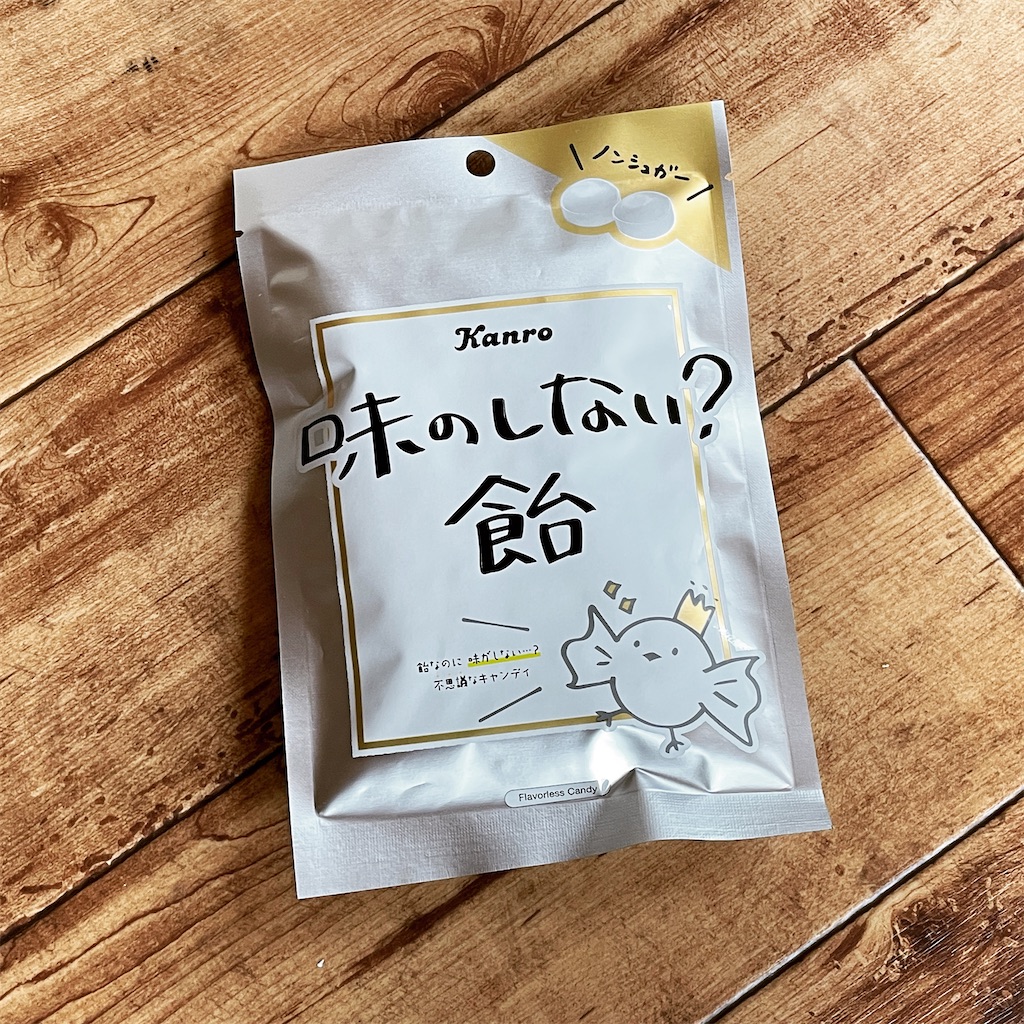 ノンシュガー
Kanro
味のしない?
飴
飴なのに 味がしない…?
不思議なキャンディ
Flavorless Candy